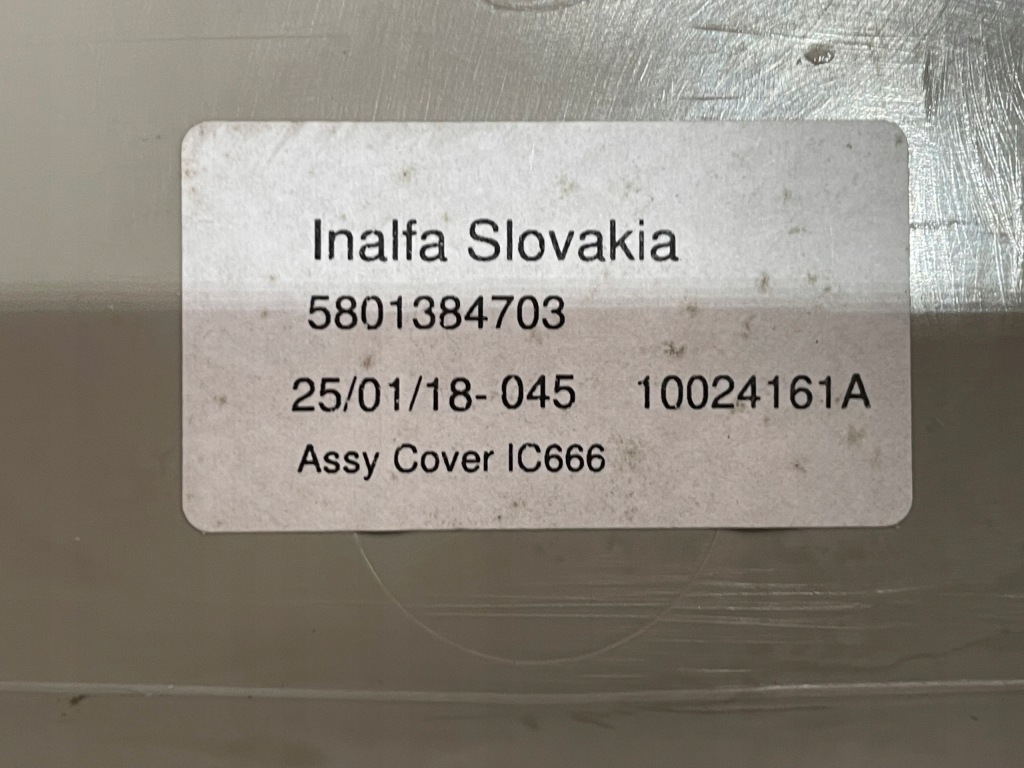 Inalfa Slovakia
5801384703
25/01/18- 045 10024161A
Assy Cover IC666